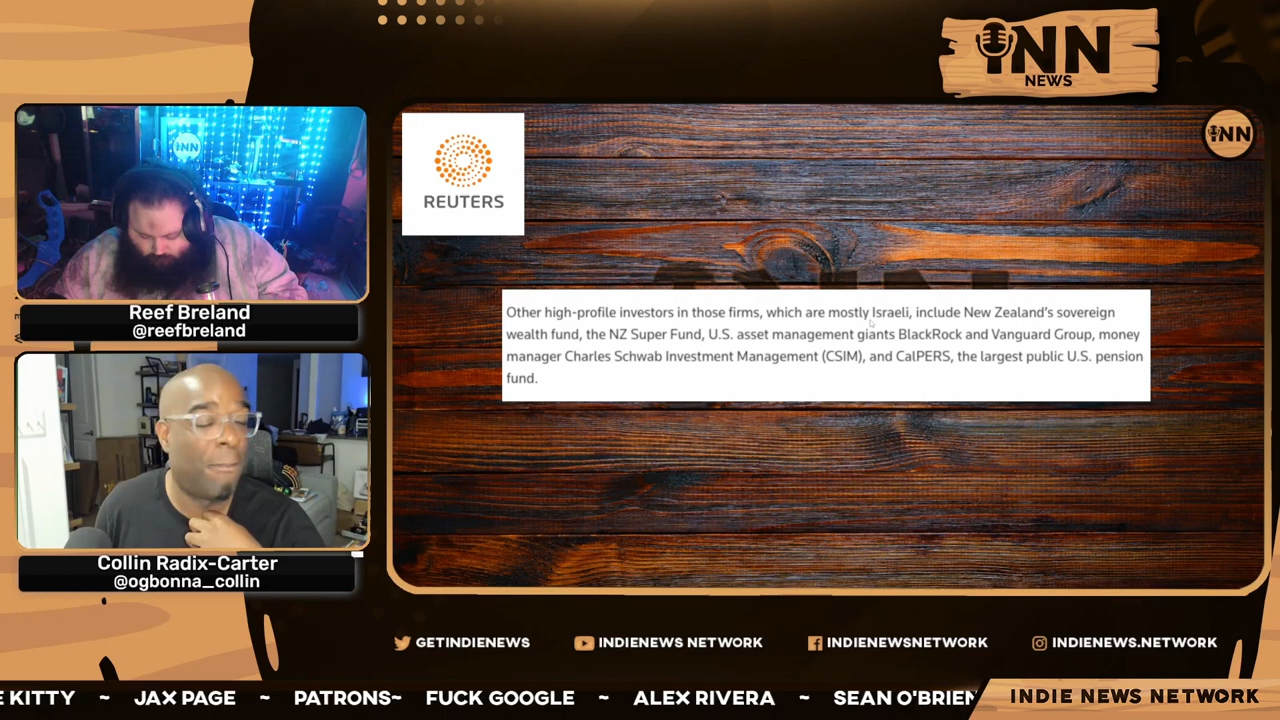 INN
NEWS
INN
INN
REUTERS
Other high-profile investors in those firms, which are mostly Israeli, include New Zealand's sovereign
wealth fund, the NZ Super Fund, U.S. asset management giants BlackRock and Vanguard Group, money
manager Charles Schwab Investment Management (CSIM), and CalPERS, the largest public U.S. pension
fund.
Reef Breland
@reefbreland
Collin Radix-Carter
@ogbonna_collin
GETINDIENEWS
INDIENEWS NETWORK
INDIENEWSNETWORK
INDIENEWS.NETWORK
E KITTY ~ JAX PAGE ~ PATRONS~ FUCK GOOGLE ~ ALEX RIVERA ~ SEAN O'BRIEN
INDIE NEWS NETWORK